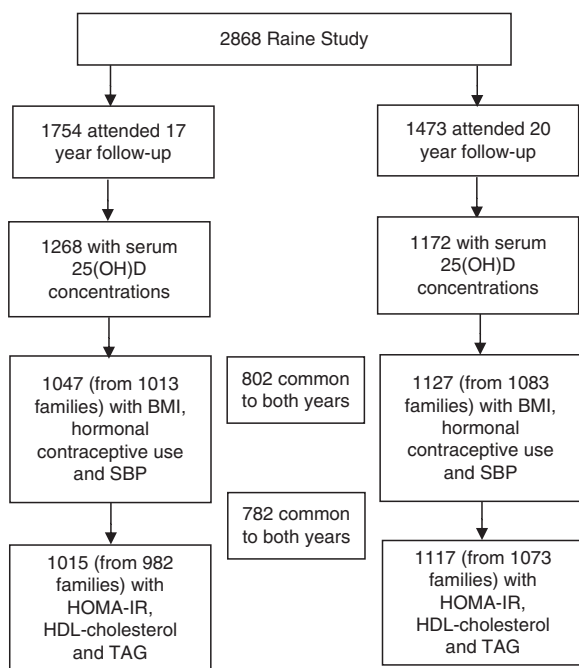 2868 Raine Study
1754 attended 17
year follow-up
1473 attended 20
year follow-up
1268 with serum
25(OH)D
concentrations
1172 with serum
25(OH)D
concentrations
1047 (from 1013
families) with BMI,
hormonal
contraceptive use
and SBP
802 common
to both years
1127 (from 1083
families) with BMI,
hormonal
contraceptive use
and SBP
782 common
to both years
1015 (from 982
families) with
HOMA-IR,
HDL-cholesterol
and TAG
1117 (from 1073
families) with
HOMA-IR,
HDL-cholesterol
and TAG